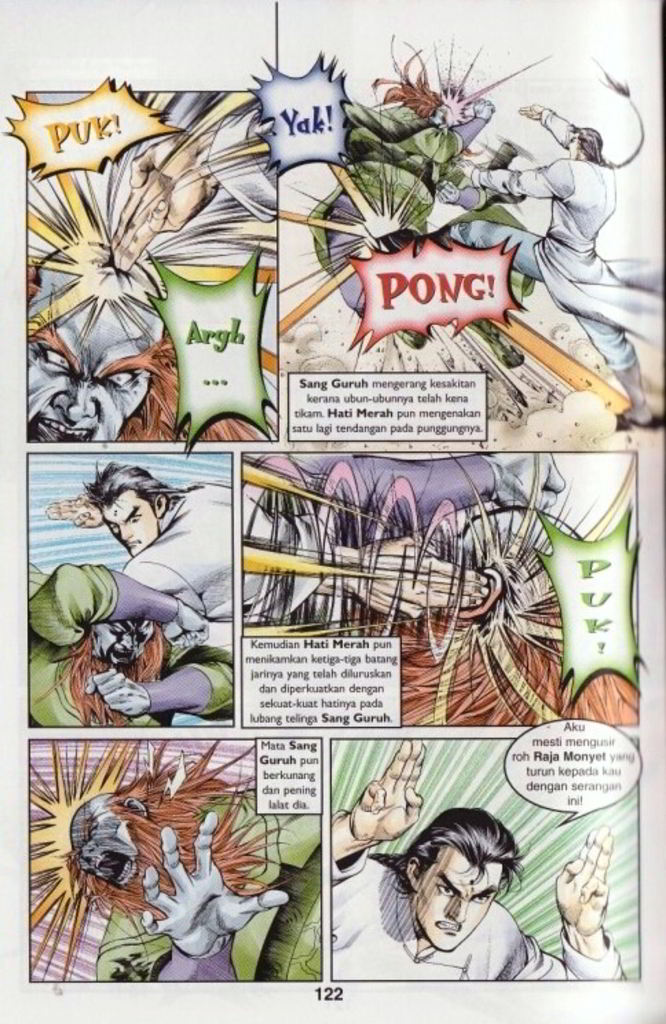 PUK!
Yak!
Argh
...
PONG!
Sang Guruh mengerang kesakitan
kerana ubun-ubunnya telah kena
tikam. Hati Merah pun mengenakan
satu lagi tendangan pada punggungnya.
Kemudian Hati Merah pun
menikamkan ketiga-tiga batang
jarinya yang telah diluruskan
dan diperkuatkan dengan
sekuat-kuat hatinya pada
lubang telinga Sang Guruh.
P
U
K
!
Mata Sang
Guruh pun
berkunang
dan pening
lalat dia.
Aku
mesti mengusir
roh Raja Monyet yang
turun kepada kau
dengan serangan
ini!
122